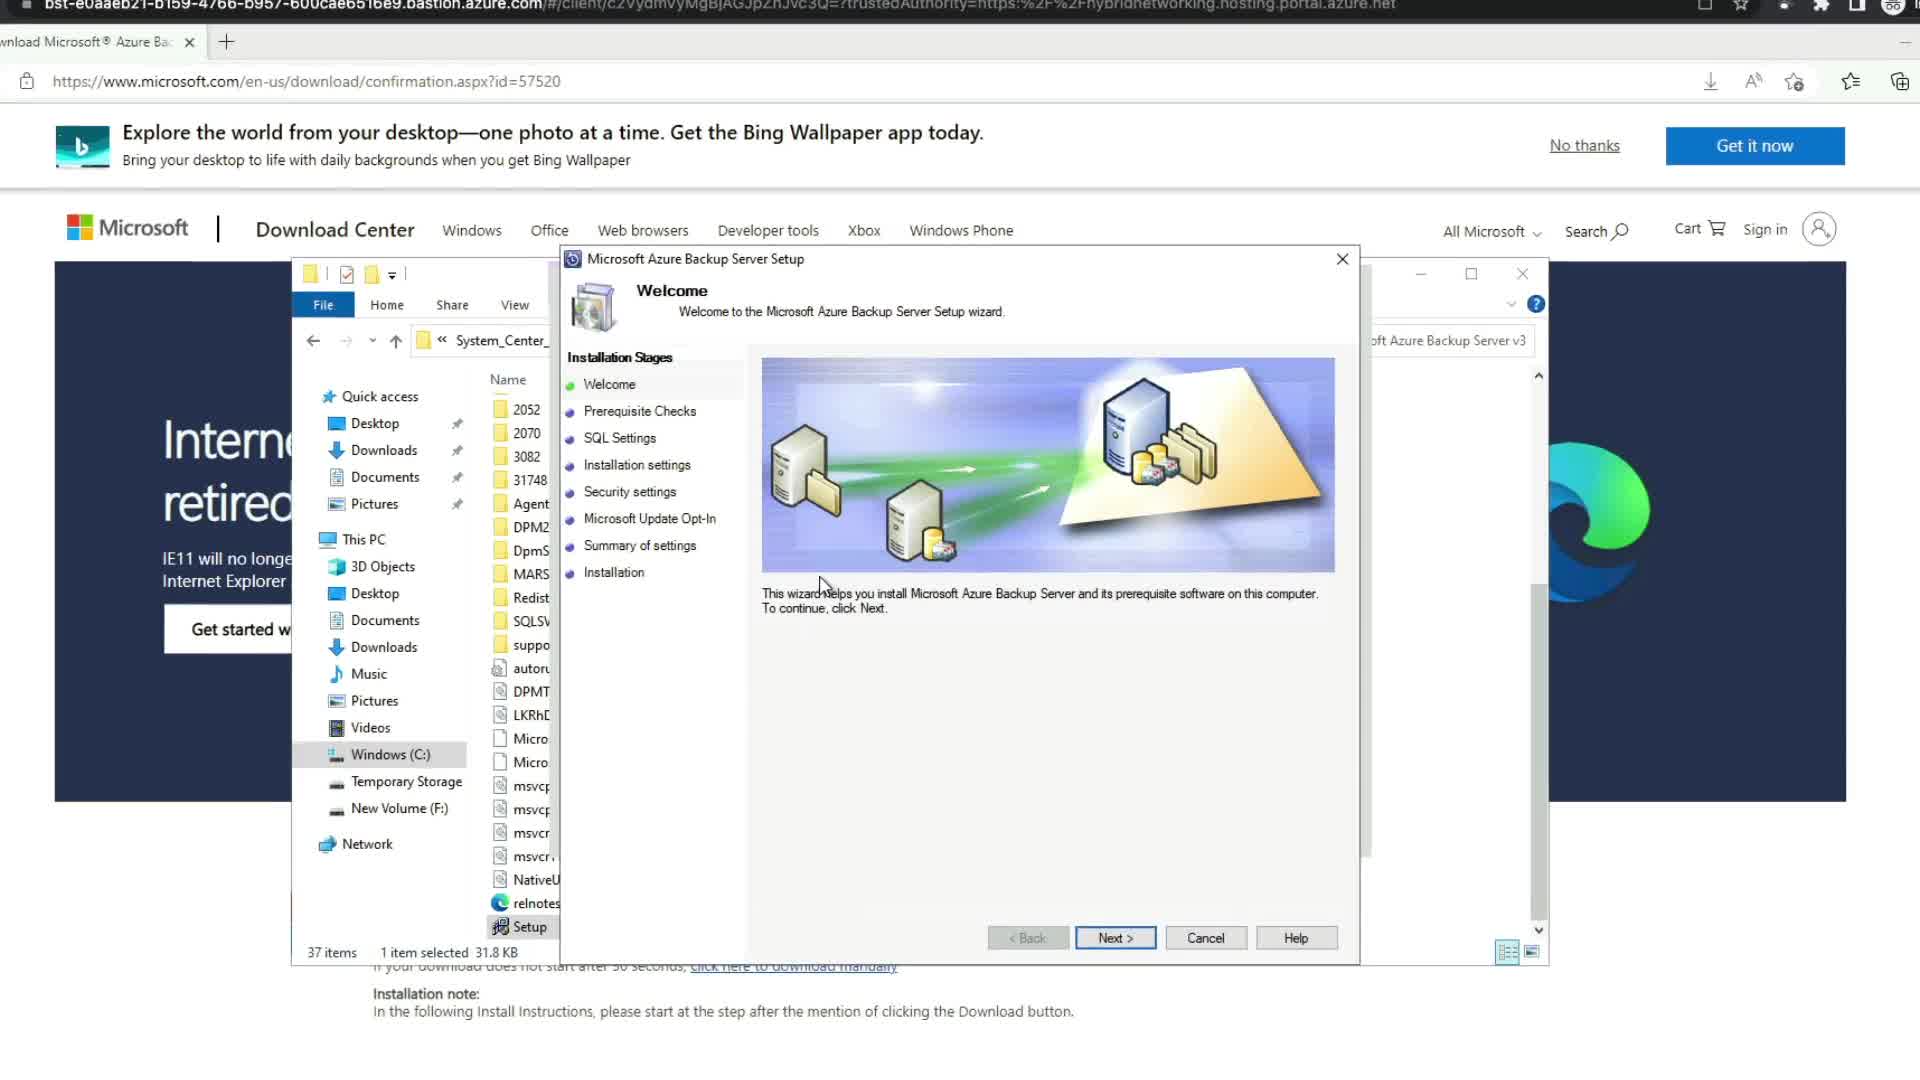 bst-e0aaeb21-b159-4766-b957-600cae6516e9.bastion.azure.com
Download Microsoft® Azure Ba
https://www.microsoft.com/en-us/download/confirmation.aspx?id=57520
Explore the world from your desktop—one photo at a time. Get the Bing Wallpaper app today.
Bring your desktop to life with daily backgrounds when you get Bing Wallpaper
No thanks
Get it now
Microsoft
Download Center
Windows
Office
Web browsers
Developer tools
Xbox
Windows Phone
All Microsoft
Search
Cart
Sign in
Microsoft Azure Backup Server Setup
Welcome
Welcome to the Microsoft Azure Backup Server Setup wizard.
File
Home
Share
View
« System_Center_
oft Azure Backup Server v3
Installation Stages
Welcome
Prerequisite Checks
SQL Settings
Installation settings
Security settings
Microsoft Update Opt-In
Summary of settings
Installation
This wizard helps you install Microsoft Azure Backup Server and its prerequisite software on this computer.
To continue, click Next.
< Back
Next >
Cancel
Help
Quick access
Desktop
Downloads
Documents
Pictures
This PC
3D Objects
Desktop
Documents
Downloads
Music
Pictures
Videos
Windows (C:)
Temporary Storage
New Volume (F:)
Network
Name
2052
2070
3082
31748
Agent
DPM2
DpmS
MARS
Redist
SQLSV
suppo
autoru
DPMT
LKRhD
Micro
Micro
msvcp
msvcp
msvcr
msvcr
NativeU
relnotes
Setup
37 items
1 item selected 31.8 KB
Interne
retired
IE11 will no longe
Internet Explorer
Get started w
If your download does not start after 30 seconds, click here to download manually
Installation note:
In the following Install Instructions, please start at the step after the mention of clicking the Download button.